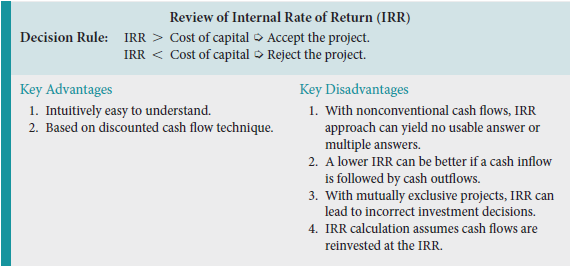 Review of Internal Rate of Return (IRR)
Decision Rule: IRR > Cost of capital ➪ Accept the project.
IRR < Cost of capital ➪ Reject the project.
Key Advantages
1. Intuitively easy to understand.
2. Based on discounted cash flow technique.
Key Disadvantages
1. With nonconventional cash flows, IRR
approach can yield no usable answer or
multiple answers.
2. A lower IRR can be better if a cash inflow
is followed by cash outflows.
3. With mutually exclusive projects, IRR can
lead to incorrect investment decisions.
4. IRR calculation assumes cash flows are
reinvested at the IRR.